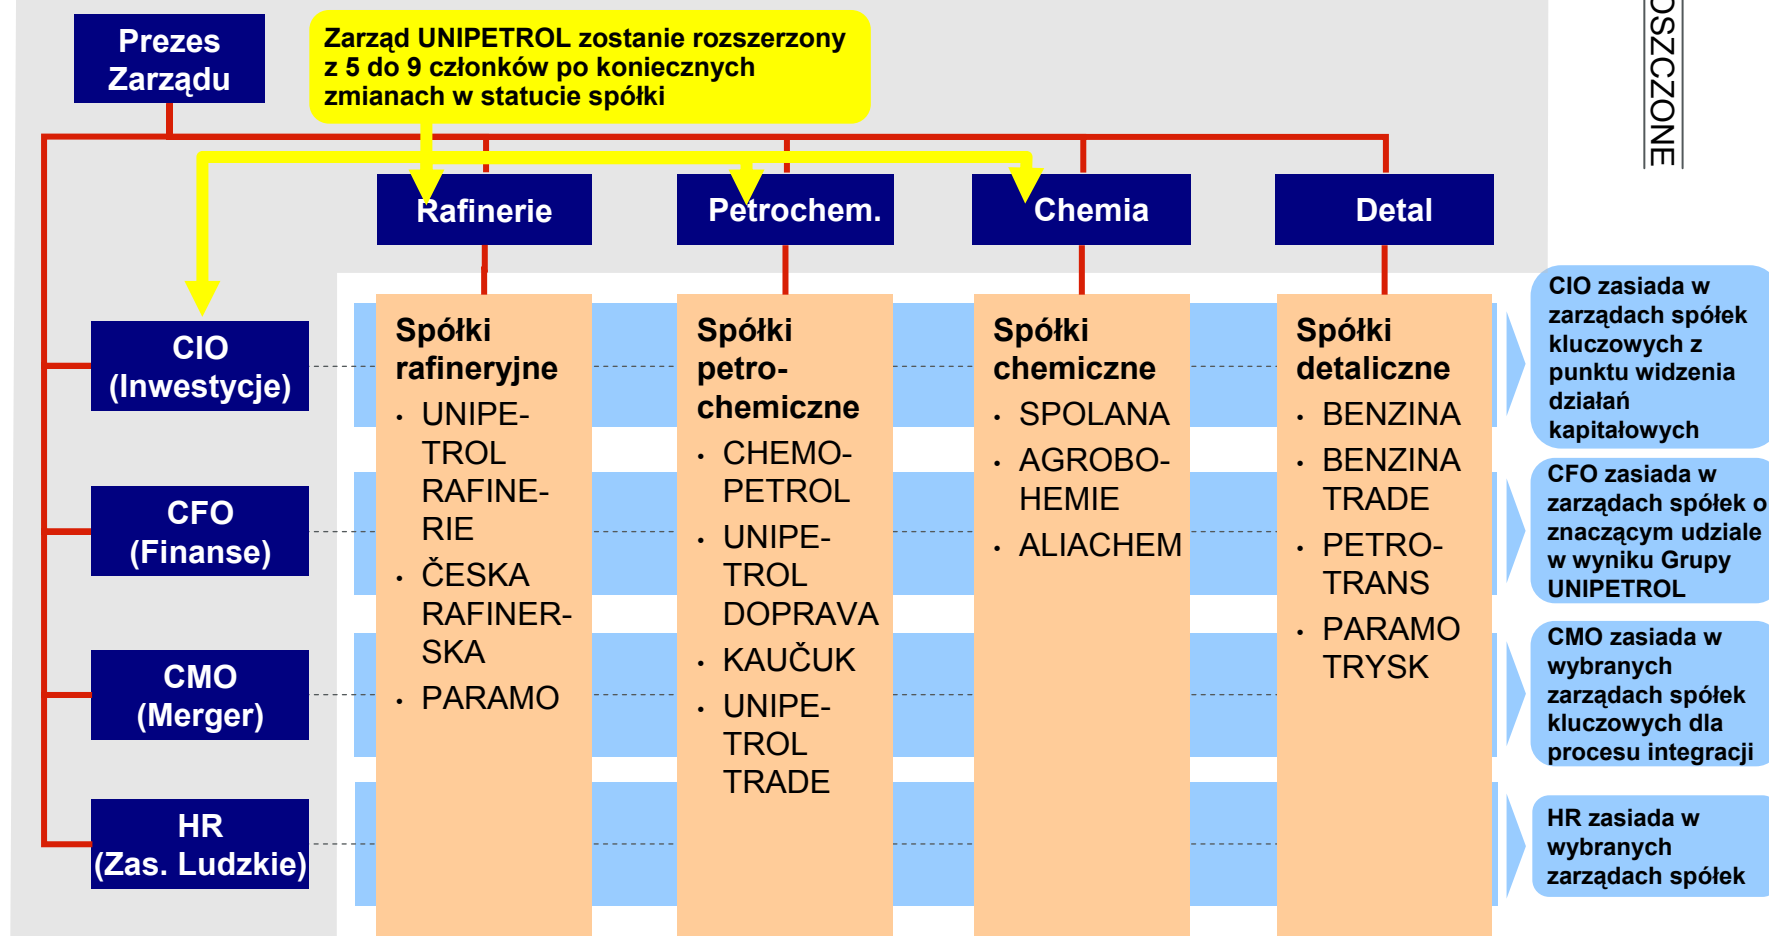 Prezes
Zarządu
Zarząd UNIPETROL zostanie rozszerzony
z 5 do 9 członków po koniecznych
zmianach w statucie spółki
OSZCZONE
Rafinerie
Petrochem.
Chemia
Detal
CIO
(Inwestycje)
CFO
(Finanse)
CMO
(Merger)
HR
(Zas. Ludzkie)
Spółki
rafineryjne
· UNIPE-
TROL
RAFINE-
RIE
· ČESKA
RAFINER-
SKA
· PARAMO
Spółki
petro-
chemiczne
· CHEMO-
PETROL
· UNIPE-
TROL
DOPRAVA
· KAUČUK
· UNIPE-
TROL
TRADE
Spółki
chemiczne
· SPOLANA
· AGROBO-
HEMIE
· ALIACHEM
Spółki
detaliczne
· BENZINA
· BENZINA
TRADE
· PETRO-
TRANS
· PARAMO
TRYSK
CIO zasiada w
zarządach spółek
kluczowych z
punktu widzenia
działań
kapitałowych
CFO zasiada w
zarządach spółek o
znaczącym udziale
w wyniku Grupy
UNIPETROL
CMO zasiada w
wybranych
zarządach spółek
kluczowych dla
procesu integracji
HR zasiada w
wybranych
zarządach spółek